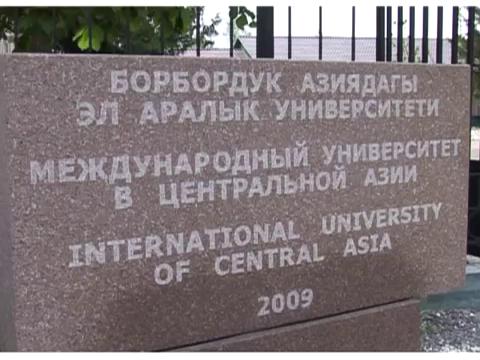 БОРБОРДУК АЗИЯДАГЫ
ЭЛ АРАЛЫК УНИВЕРСИТЕТИ
МЕЖДУНАРОДНЫЙ УНИВЕРСИТЕТ
В ЦЕНТРАЛЬНОЙ АЗИИ
INTERNATIONAL UNIVERSITY
OF CENTRAL ASIA
2009